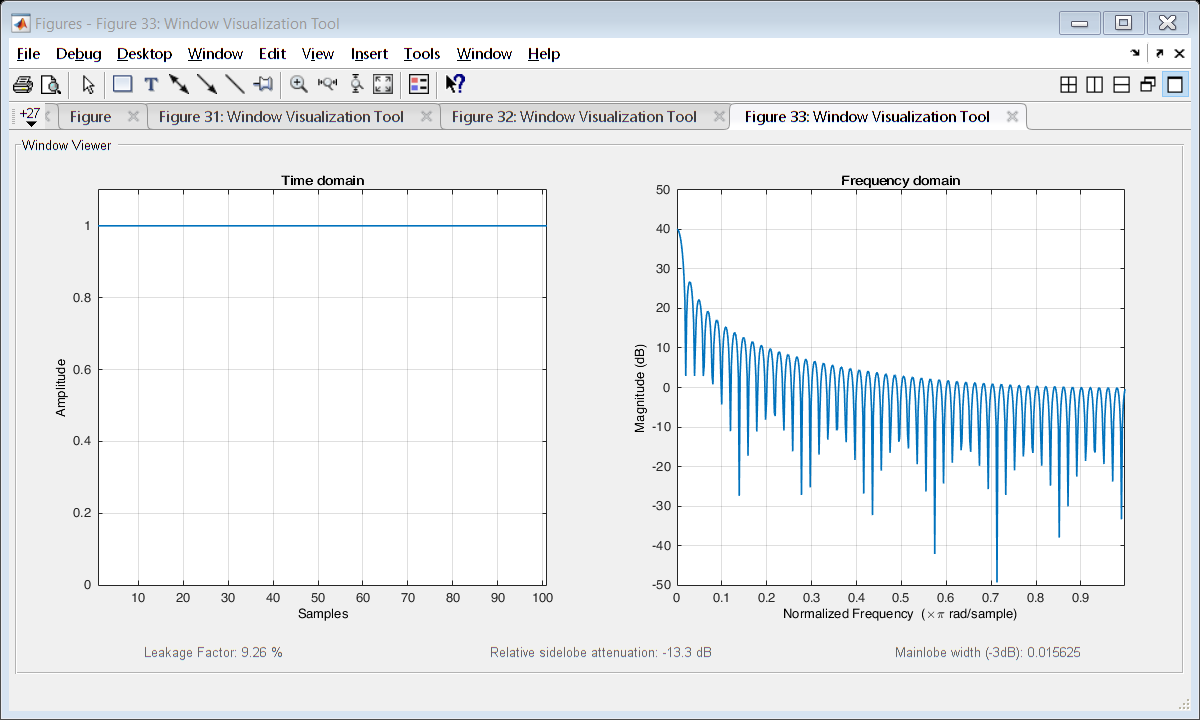 Figures - Figure 33: Window Visualization Tool
File Debug Desktop Window Edit View Insert Tools Window Help
+27 Figure Figure 31: Window Visualization Tool Figure 32: Window Visualization Tool Figure 33: Window Visualization Tool
Window Viewer
Time domain
1
0.8
0.6
0.4
0.2
0
Amplitude
10 20 30 40 50 60 70 80 90 100
Samples
Frequency domain
50
40
30
20
10
0
-10
-20
-30
-40
-50
Magnitude (dB)
0 0.1 0.2 0.3 0.4 0.5 0.6 0.7 0.8 0.9
Normalized Frequency (×π rad/sample)
Leakage Factor: 9.26 % Relative sidelobe attenuation: -13.3 dB Mainlobe width (-3dB): 0.015625